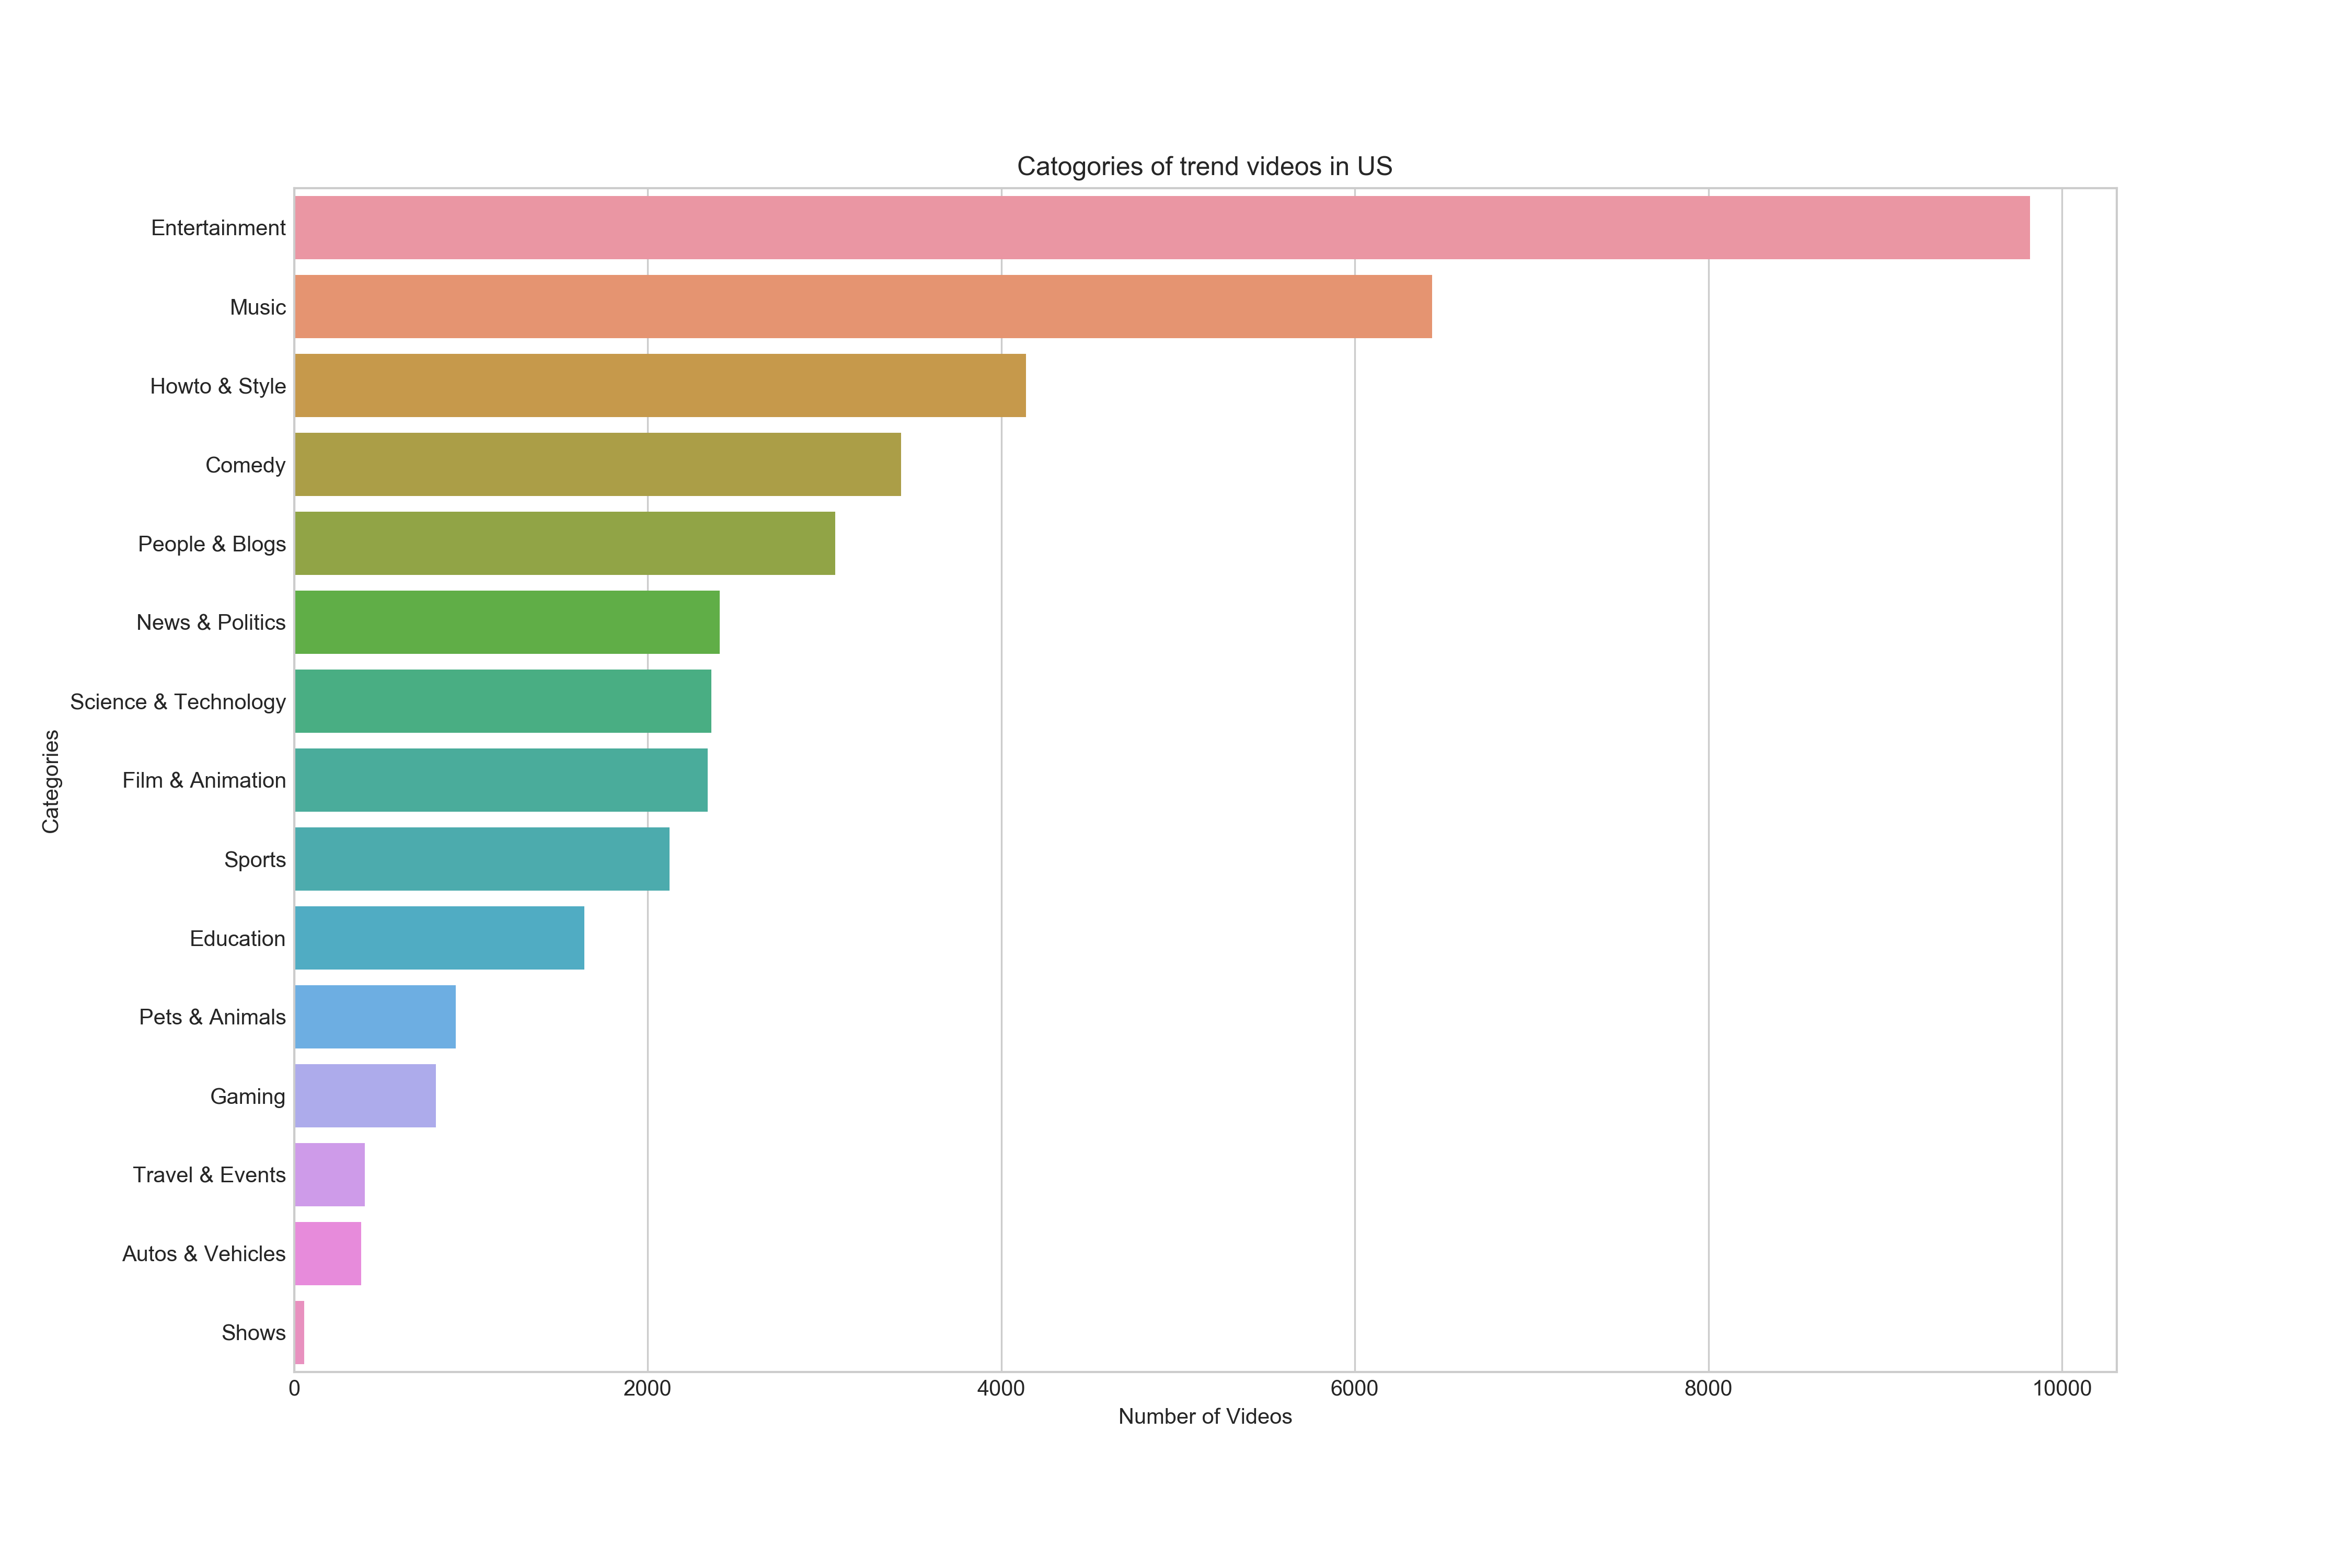 Catogories of trend videos in US
Entertainment
Music
Howto & Style
Comedy
People & Blogs
News & Politics
Science & Technology
Film & Animation
Sports
Education
Pets & Animals
Gaming
Travel & Events
Autos & Vehicles
Shows
Categories
0 2000 4000 6000 8000 10000
Number of Videos